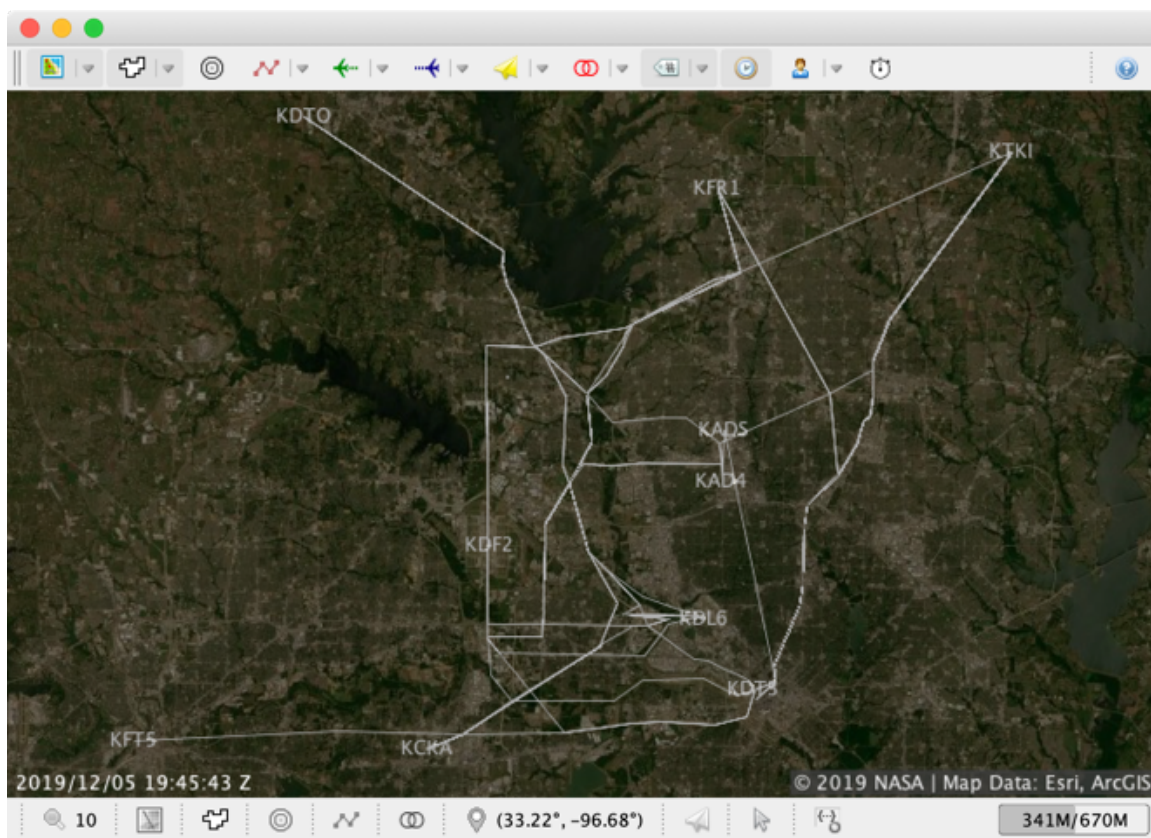 KDTO
KTKI
KFR1
KADS
KAD4
KDF2
KDL6
KDT5
KFT5
KCKA
2019/12/05 19:45:43 Z
© 2019 NASA | Map Data: Esri, ArcGIS
10
(33.22°, -96.68°)
341M/670M